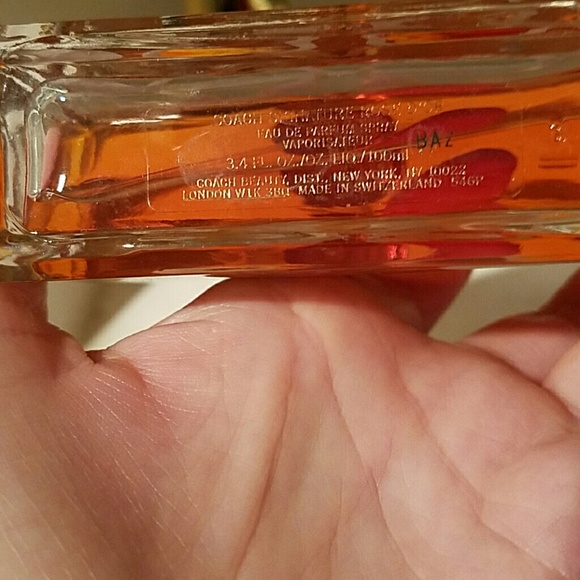 COACH SIGNATURE ROSE D'OR
EAU DE PARFUM SPRAY
VAPORISATEUR
BAZ
3.4 FL. OZ/OZ. LIQ/100ml
COACH BEAUTY, DIST., NEW YORK, NY 10022
LONDON W1K 3BQ MADE IN SWITZERLAND 546P